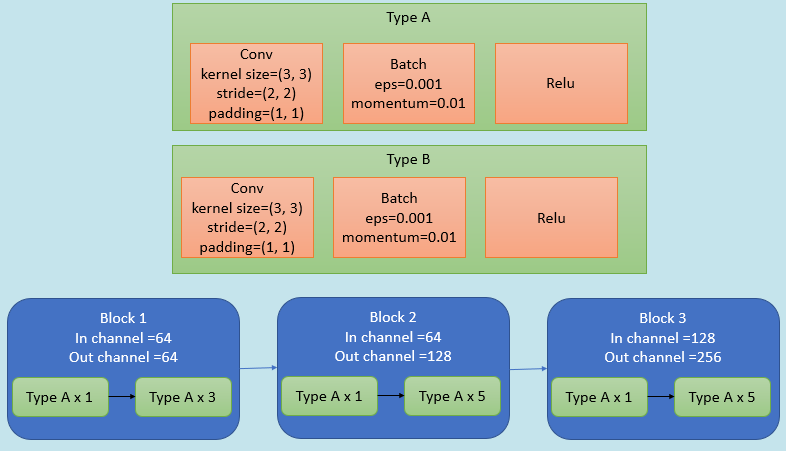 Type A
Conv
kernel size=(3, 3)
stride=(2, 2)
padding=(1, 1)
Batch
eps=0.001
momentum=0.01
Relu
Type B
Conv
kernel size=(3, 3)
stride=(2, 2)
padding=(1, 1)
Batch
eps=0.001
momentum=0.01
Relu
Block 1
In channel =64
Out channel =64
Type A x 1
Type A x 3
Block 2
In channel =64
Out channel =128
Type A x 1
Type A x 5
Block 3
In channel =128
Out channel =256
Type A x 1
Type A x 5